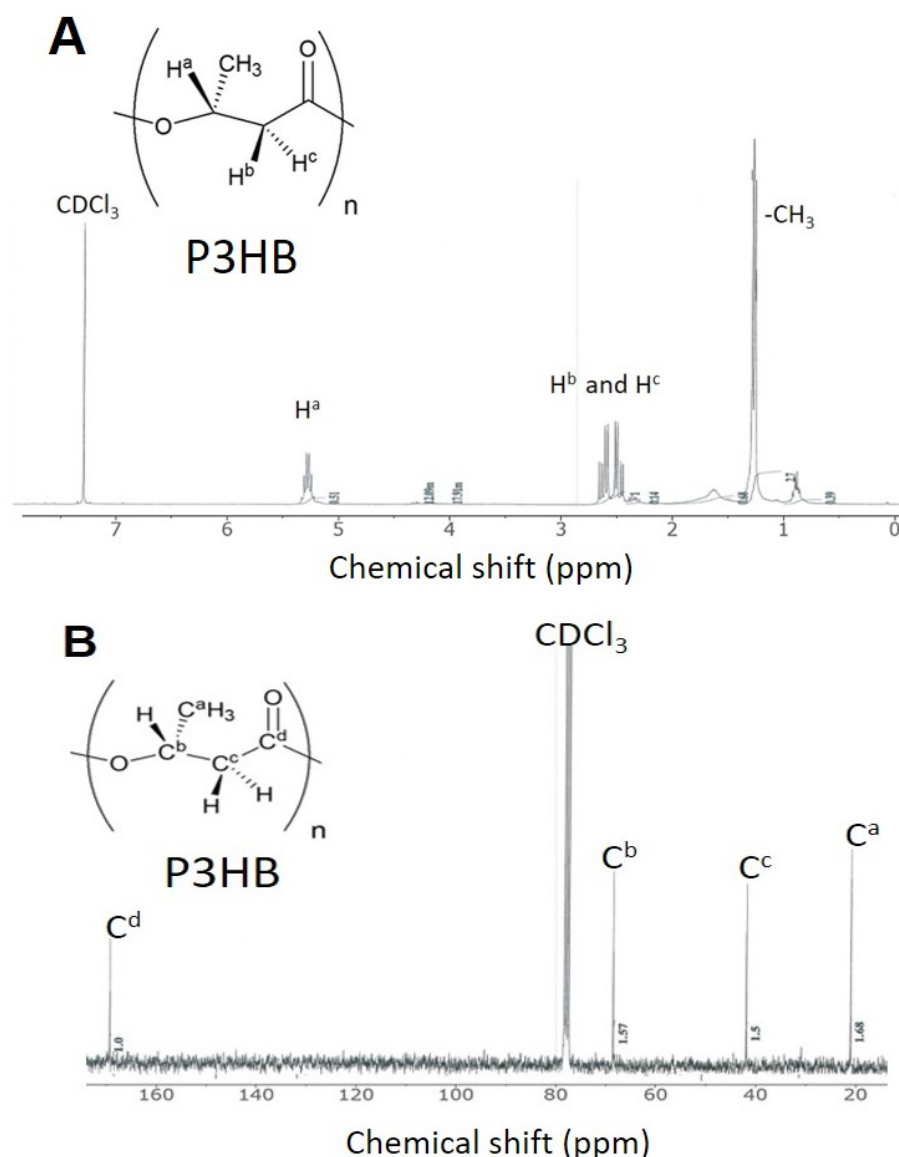 A
Hᵃ CH₃ O
O
Hᵇ Hᶜ
n
CDCl₃
P3HB
-CH₃
Hᵇ and Hᶜ
Hᵃ
7 6 5 4 3 2 1 0
Chemical shift (ppm)
B
CDCl₃
H CᵃH₃ O
O Cᵇ Cᶜ Cᵈ
H H
n
P3HB
Cᵇ Cᶜ Cᵃ
Cᵈ
1.0 1.57 1.5 1.68
160 140 120 100 80 60 40 20
Chemical shift (ppm)